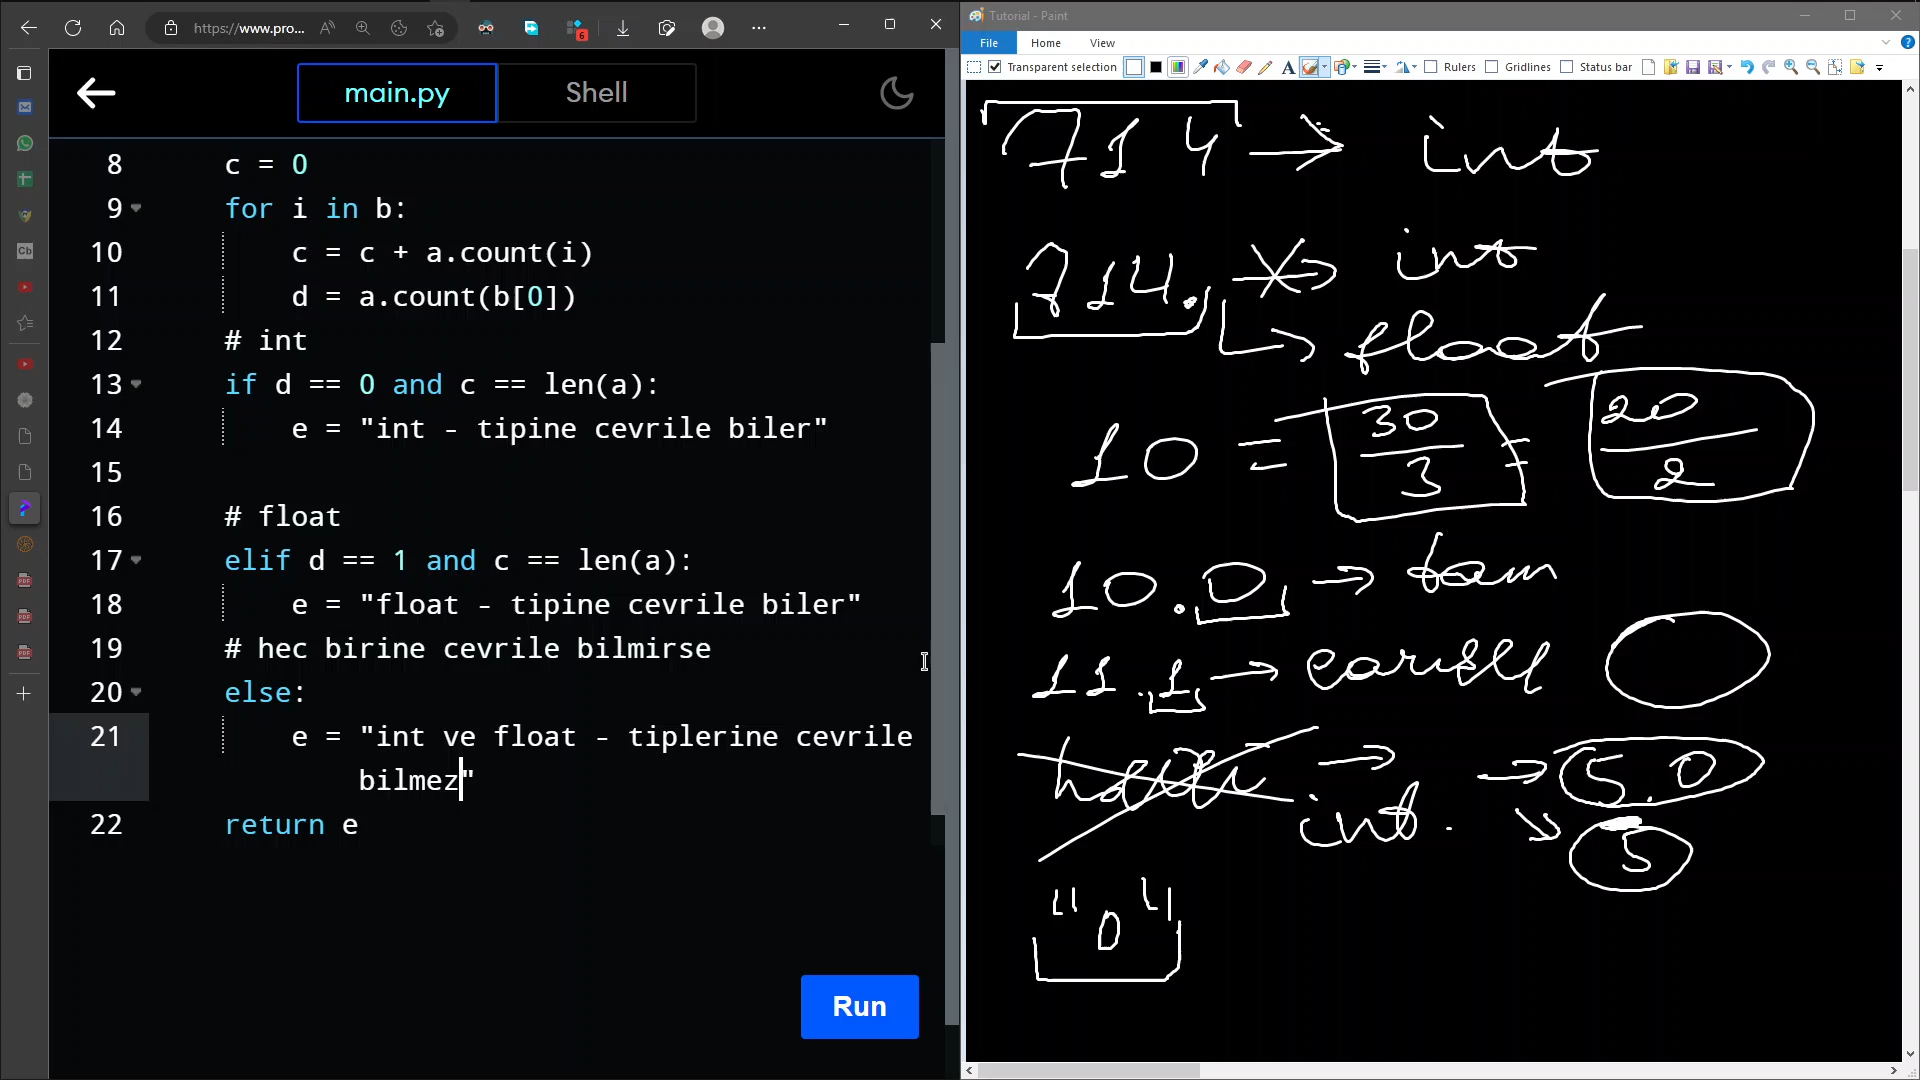 https://www.pro...
6
main.py
Shell
8 c = 0
9 for i in b:
10 c = c + a.count(i)
11 d = a.count(b[0])
12 # int
13 if d == 0 and c == len(a):
14 e = "int - tipine cevrile biler"
15
16 # float
17 elif d == 1 and c == len(a):
18 e = "float - tipine cevrile biler"
19 # hec birine cevrile bilmirse
20 else:
21 e = "int ve float - tiplerine cevrile
bilmez"
22 return e
Run
Tutorial - Paint
File Home View
Transparent selection Rulers Gridlines Status bar
714 → int
714. → int
→ float
10 = 30/3 = 20/2
10.0 → tam
11.1 →
→ → 5.0
int. 5
"0"